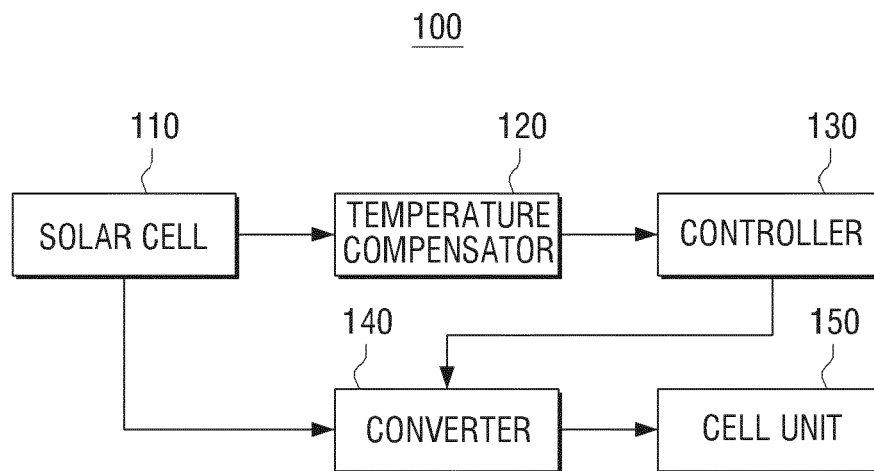 100
110
120
130
SOLAR CELL
TEMPERATURE
COMPENSATOR
CONTROLLER
140
150
CONVERTER
CELL UNIT